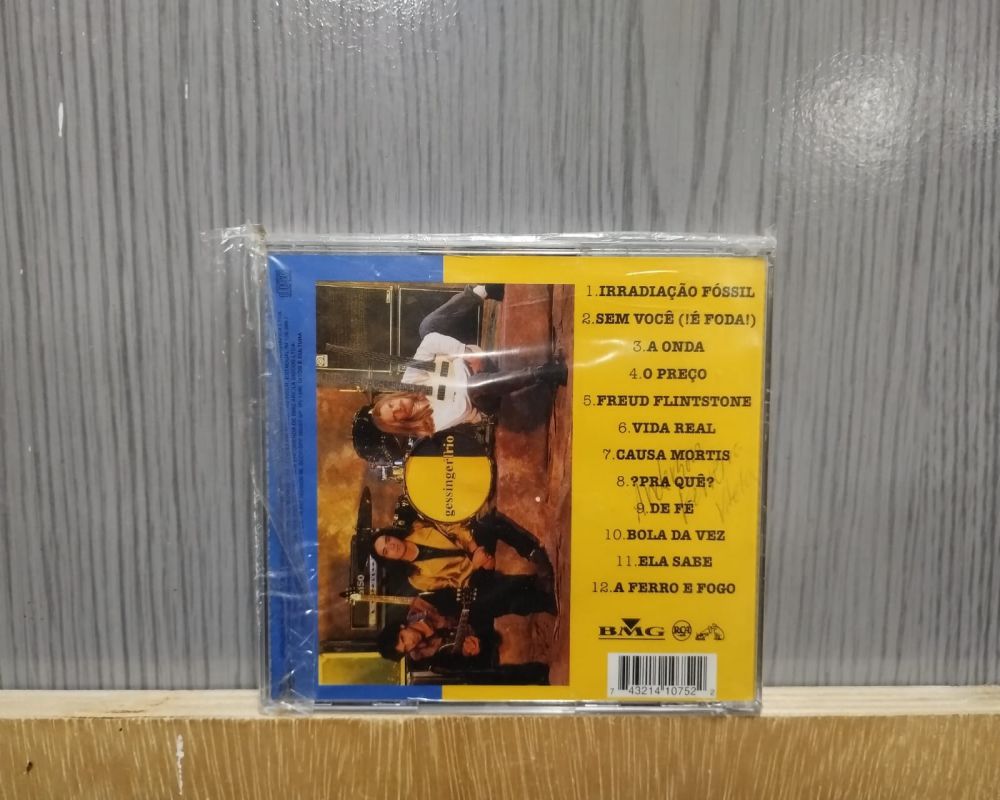 1.IRRADIAÇÃO FÓSSIL
2.SEM VOCÊ (!É FODA!)
3.A ONDA
4.O PREÇO
5.FREUD FLINTSTONE
6.VIDA REAL
7.CAUSA MORTIS
8.?PRA QUÊ?
9.DE FÉ
10.BOLA DA VEZ
11.ELA SABE
12.A FERRO E FOGO
gessinger|trio
150
BMG RCA
7 43214 10752 2